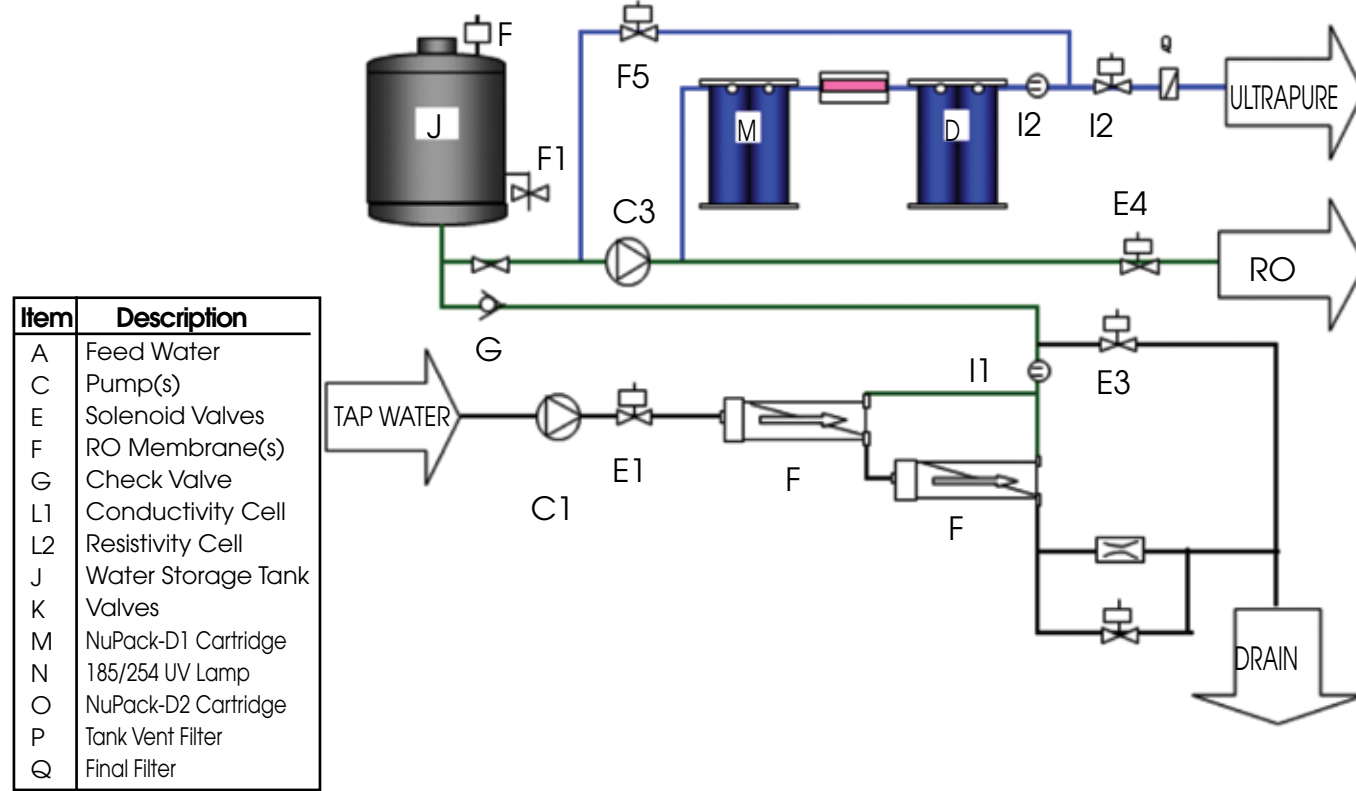 F
F5
Q
J
M
D
I2
I2
ULTRAPURE
F1
C3
E4
RO
Item Description
A Feed Water
C Pump(s)
E Solenoid Valves
F RO Membrane(s)
G Check Valve
L1 Conductivity Cell
L2 Resistivity Cell
J Water Storage Tank
K Valves
M NuPack-D1 Cartridge
N 185/254 UV Lamp
O NuPack-D2 Cartridge
P Tank Vent Filter
Q Final Filter
G
I1
E3
TAP WATER
E1
C1
F
F
DRAIN